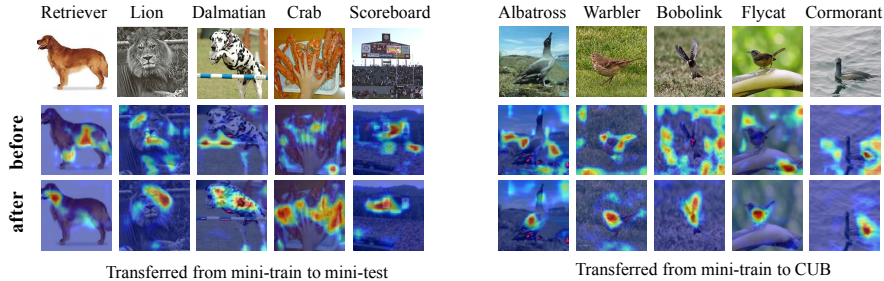 Retriever Lion Dalmatian Crab Scoreboard Albatross Warbler Bobolink Flycat Cormorant
before
after
Transferred from mini-train to mini-test
Transferred from mini-train to CUB